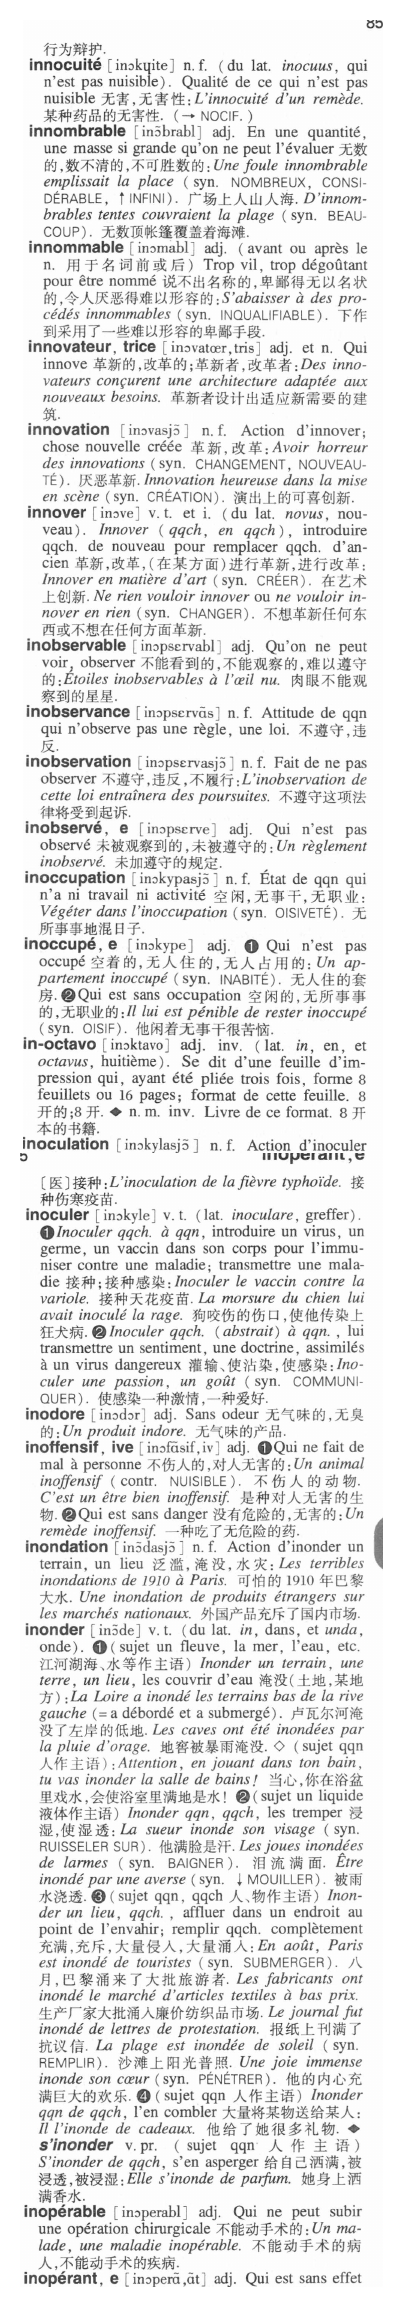 85
行为辩护.
innocuité [inɔkɥite] n. f. (du lat. inocuus, qui
n'est pas nuisible). Qualité de ce qui n'est pas
nuisible 无害,无害性:L'innocuité d'un remède.
某种药品的无害性. (→ NOCIF. )
innombrable [inɔ̃brabl] adj. En une quantité,
une masse si grande qu'on ne peut l'évaluer 无数
的,数不清的,不可胜数的:Une foule innombrable
emplissait la place (syn. NOMBREUX, CONSI-
DÉRABLE, ↑INFINI). 广场上人山人海. D'innom-
brables tentes couvraient la plage (syn. BEAU-
COUP). 无数顶帐篷覆盖着海滩.
innommable [inɔmabl] adj. (avant ou après le
n. 用于名词前或后) Trop vil, trop dégoûtant
pour être nommé 说不出名称的,卑鄙得无以名状
的,令人厌恶得难以形容的:S'abaisser à des pro-
cédés innommables (syn. INQUALIFIABLE). 下作
到采用了一些难以形容的卑鄙手段.
innovateur, trice [inɔvatœr,tris] adj. et n. Qui
innove 革新的,改革的;革新者,改革者:Des inno-
vateurs conçurent une architecture adaptée aux
nouveaux besoins. 革新者设计出适应新需要的建
筑.
innovation [inɔvasjɔ̃] n. f. Action d'innover;
chose nouvelle créée 革新,改革:Avoir horreur
des innovations (syn. CHANGEMENT, NOUVEAU-
TÉ). 厌恶革新. Innovation heureuse dans la mise
en scène (syn. CRÉATION). 演出上的可喜创新.
innover [inɔve] v. t. et i. (du lat. novus, nou-
veau). Innover (qqch, en qqch), introduire
qqch. de nouveau pour remplacer qqch. d'an-
cien 革新,改革,(在某方面)进行革新,进行改革:
Innover en matière d'art (syn. CRÉER). 在艺术
上创新. Ne rien vouloir innover ou ne vouloir in-
nover en rien (syn. CHANGER). 不想革新任何东
西或不想在任何方面革新.
inobservable [inɔpsɛrvabl] adj. Qu'on ne peut
voir, observer 不能看到的,不能观察的,难以遵守
的:Étoiles inobservables à l'œil nu. 肉眼不能观
察到的星星.
inobservance [inɔpsɛrvɑ̃s] n. f. Attitude de qqn
qui n'observe pas une règle, une loi. 不遵守,违
反.
inobservation [inɔpsɛrvasjɔ̃] n. f. Fait de ne pas
observer 不遵守,违反,不履行:L'inobservation de
cette loi entraînera des poursuites. 不遵守这项法
律将受到起诉.
inobservé, e [inɔpsɛrve] adj. Qui n'est pas
observé 未被观察到的,未被遵守的:Un règlement
inobservé. 未加遵守的规定.
inoccupation [inɔkypasjɔ̃] n. f. État de qqn qui
n'a ni travail ni activité 空闲,无事干,无职业:
Végéter dans l'inoccupation (syn. OISIVETÉ). 无
所事事地混日子.
inoccupé, e [inɔkype] adj. ❶ Qui n'est pas
occupé 空着的,无人住的,无人占用的: Un ap-
partement inoccupé (syn. INHABITÉ). 无人住的套
房. ❷Qui est sans occupation 空闲的,无所事事
的,无职业的:Il lui est pénible de rester inoccupé
(syn. OISIF). 他闲着无事干很苦恼.
in-octavo [inɔktavo] adj. inv. (lat. in, en, et
octavus, huitième). Se dit d'une feuille d'im-
pression qui, ayant été pliée trois fois, forme 8
feuillets ou 16 pages; format de cette feuille. 8
开的;8 开. ◆ n. m. inv. Livre de ce format. 8 开
本的书籍.
inoculation [inɔkylasjɔ̃] n. f. Action d'inoculer
inopérant,e
[医]接种:L'inoculation de la fièvre typhoïde. 接
种伤寒疫苗.
inoculer [inɔkyle] v. t. (lat. inoculare, greffer).
❶Inoculer qqch. à qqn, introduire un virus, un
germe, un vaccin dans son corps pour l'immu-
niser contre une maladie; transmettre une mala-
die 接种;接种感染:Inoculer le vaccin contre la
variole. 接种天花疫苗. La morsure du chien lui
avait inoculé la rage. 狗咬伤的伤口,使他传染上
狂犬病. ❷Inoculer qqch. (abstrait) à qqn. , lui
transmettre un sentiment, une doctrine, assimilés
à un virus dangereux 灌输、使沾染,使感染:Ino-
culer une passion, un goût (syn. COMMUNI-
QUER). 使感染一种激情,一种爱好.
inodore [inɔdɔr] adj. Sans odeur 无气味的,无臭
的:Un produit indore. 无气味的产品.
inoffensif, ive [inɔfɑ̃sif,iv] adj. ❶Qui ne fait de
mal à personne 不伤人的,对人无害的:Un animal
inoffensif (contr. NUISIBLE). 不伤人的动物.
C'est un être bien inoffensif. 是种对人无害的生
物. ❷Qui est sans danger 没有危险的,无害的:Un
remède inoffensif. 一种吃了无危险的药.
inondation [inɔ̃dasjɔ̃] n. f. Action d'inonder un
terrain, un lieu 泛滥,淹没,水灾: Les terribles
inondations de 1910 à Paris. 可怕的 1910 年巴黎
大水. Une inondation de produits étrangers sur
les marchés nationaux. 外国产品充斥了国内市场.
inonder [inɔ̃de] v. t. (du lat. in, dans, et unda,
onde). ❶(sujet un fleuve, la mer, l'eau, etc.
江河湖海、水等作主语) Inonder un terrain, une
terre, un lieu, les couvrir d'eau 淹没(土地,某地
方):La Loire a inondé les terrains bas de la rive
gauche (=a débordé et a submergé). 卢瓦尔河淹
没了左岸的低地. Les caves ont été inondées par
la pluie d'orage. 地窖被暴雨淹没. ◇ (sujet qqn
人作主语):Attention, en jouant dans ton bain,
tu vas inonder la salle de bains! 当心,你在浴盆
里戏水,会使浴室里满地是水! ❷(sujet un liquide
液体作主语) Inonder qqn, qqch, les tremper 浸
湿,使湿透: La sueur inonde son visage (syn.
RUISSELER SUR). 他满脸是汗. Les joues inondées
de larmes (syn. BAIGNER). 泪流满面. Être
inondé par une averse (syn. ↓MOUILLER). 被雨
水浇透. ❸(sujet qqn, qqch 人、物作主语) Inon-
der un lieu, qqch. , affluer dans un endroit au
point de l'envahir; remplir qqch. complètement
充满,充斥,大量侵入,大量涌入:En août, Paris
est inondé de touristes (syn. SUBMERGER). 八
月,巴黎涌来了大批旅游者. Les fabricants ont
inondé le marché d'articles textiles à bas prix.
生产厂家大批涌入廉价纺织品市场. Le journal fut
inondé de lettres de protestation. 报纸上刊满了
抗议信. La plage est inondée de soleil (syn.
REMPLIR). 沙滩上阳光普照. Une joie immense
inonde son cœur (syn. PÉNÉTRER). 他的内心充
满巨大的欢乐. ❹(sujet qqn 人作主语) Inonder
qqn de qqch, l'en combler 大量将某物送给某人:
Il l'inonde de cadeaux. 他给了她很多礼物. ◆
s'inonder v. pr. (sujet qqn 人作主语)
S'inonder de qqch, s'en asperger 给自己洒满,被
浸透,被浸湿:Elle s'inonde de parfum. 她身上洒
满香水.
inopérable [inɔperabl] adj. Qui ne peut subir
une opération chirurgicale 不能动手术的:Un ma-
lade, une maladie inopérable. 不能动手术的病
人,不能动手术的疾病.
inopérant, e [inɔperɑ̃,ɑ̃t] adj. Qui est sans effet